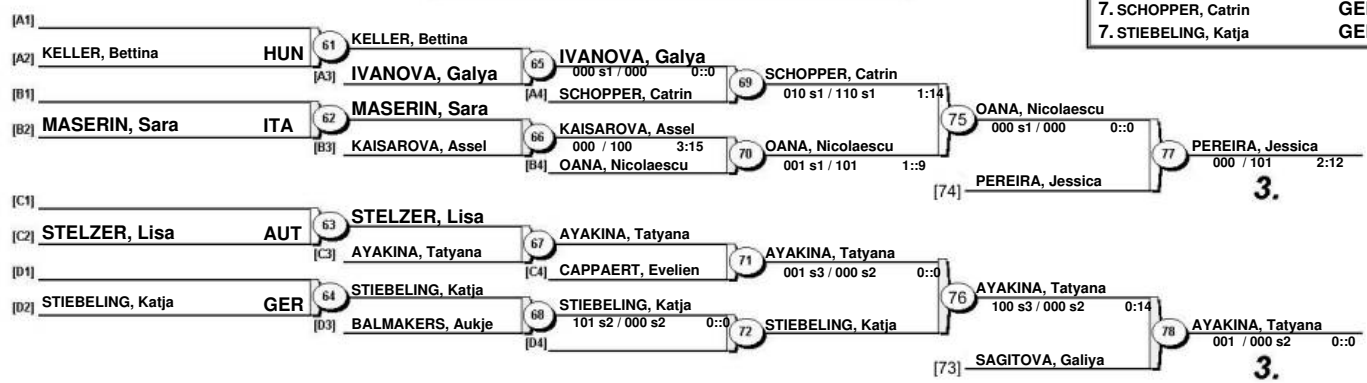 7. SCHOPPER, Catrin GE
7. STIEBELING, Katja GE
[A1]
[A2] KELLER, Bettina HUN 61 KELLER, Bettina
[A3] IVANOVA, Galya 65 IVANOVA, Galya
000 s1 / 000 0::0
[A4] SCHOPPER, Catrin 69 SCHOPPER, Catrin
010 s1 / 110 s1 1:14
[B1]
[B2] MASERIN, Sara ITA 62 MASERIN, Sara
[B3] KAISAROVA, Assel 66 KAISAROVA, Assel
000 / 100 3:15
[B4] OANA, Nicolaescu 70 OANA, Nicolaescu
001 s1 / 101 1::9
75 OANA, Nicolaescu
000 s1 / 000 0::0
[74] PEREIRA, Jessica 77 PEREIRA, Jessica
000 / 101 2:12
3.
[C1]
[C2] STELZER, Lisa AUT 63 STELZER, Lisa
[C3] AYAKINA, Tatyana 67 AYAKINA, Tatyana
[C4] CAPPAERT, Evelien 71 AYAKINA, Tatyana
001 s3 / 000 s2 0::0
[D1]
[D2] STIEBELING, Katja GER 64 STIEBELING, Katja
[D3] BALMAKERS, Aukje 68 STIEBELING, Katja
101 s2 / 000 s2 0::0
[D4] 72 STIEBELING, Katja
76 AYAKINA, Tatyana
100 s3 / 000 s2 0:14
[73] SAGITOVA, Galiya 78 AYAKINA, Tatyana
001 / 000 s2 0::0
3.